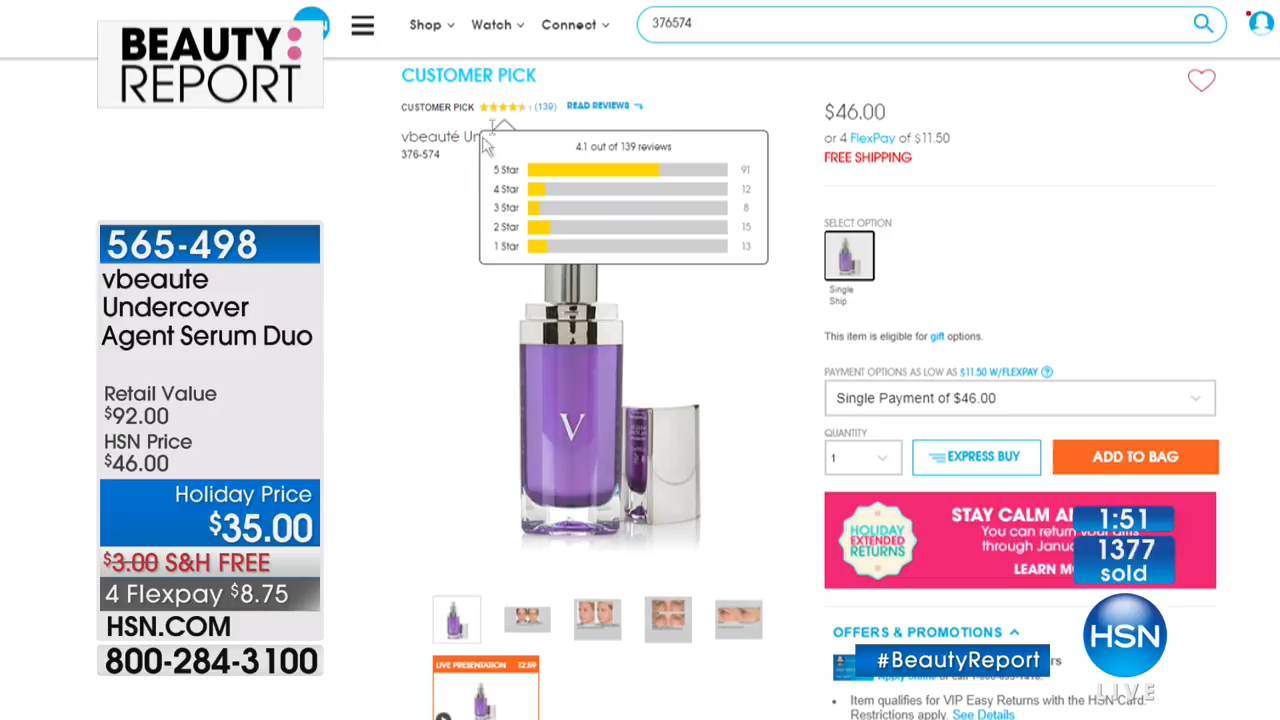 BEAUTY:
REPORT
Shop
Watch
Connect
376574
CUSTOMER PICK
CUSTOMER PICK
(139)
READ REVIEWS
vbeauté Un
376-574
4.1 out of 139 reviews
5 Star 91
4 Star 12
3 Star 8
2 Star 15
1 Star 13
V
$46.00
or 4 FlexPay of $11.50
FREE SHIPPING
SELECT OPTION
Single
Ship
This item is eligible for gift options.
PAYMENT OPTIONS AS LOW AS $11.50 W/FLEXPAY ?
Single Payment of $46.00
QUANTITY
1
EXPRESS BUY
ADD TO BAG
HOLIDAY
EXTENDED
RETURNS
STAY CALM
You can return your gifts
through
LEARN
1:51
1377
sold
OFFERS & PROMOTIONS
HSN
LIVE
#BeautyReport
Item qualifies for VIP Easy Returns with the HSN Card.
Restrictions apply. See Details
LIVE PRESENTATION 12:59
565-498
vbeaute
Undercover
Agent Serum Duo
Retail Value
$92.00
HSN Price
$46.00
Holiday Price
$35.00
$3.00 S&H FREE
4 Flexpay $8.75
HSN.COM
800-284-3100